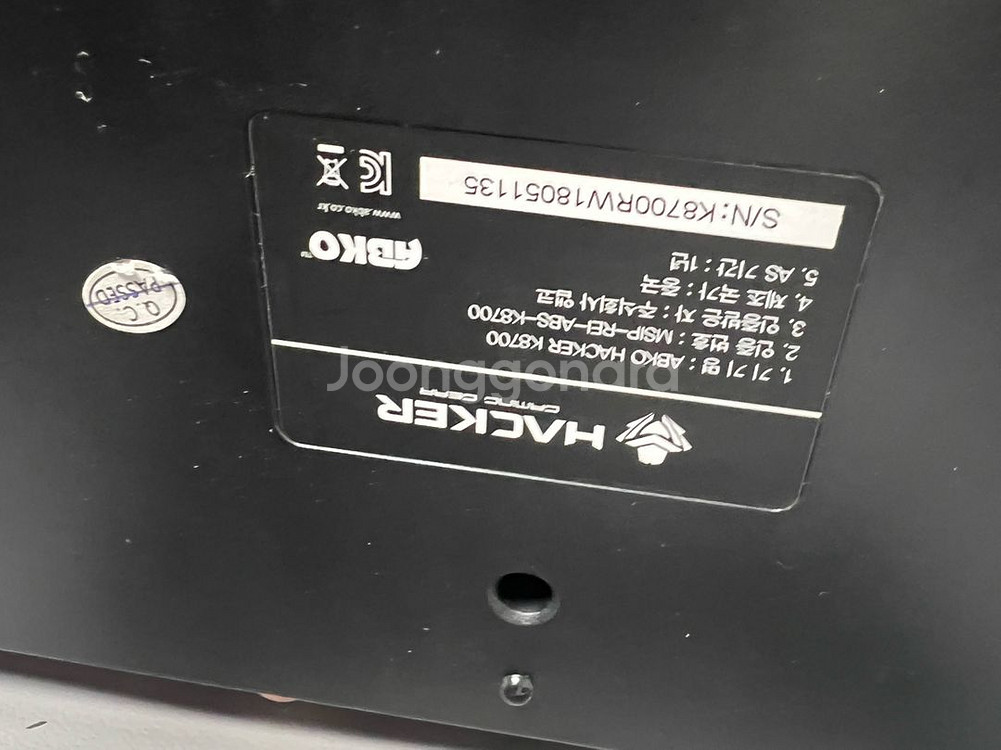 HACKER
GAMING GEAR
1. 기기명 : ABKO HACKER K8700
2. 인증 번호 : MSIP-REI-ABS-K8700
3. 인증받은 자 : 주식회사 앱코
4. 제조 국가 : 중국
5. AS 기간 : 1년
S/N:K8700RW18051135
ABKO™
www.abko.co.kr
Q.C.
PASSED
Joonggonara